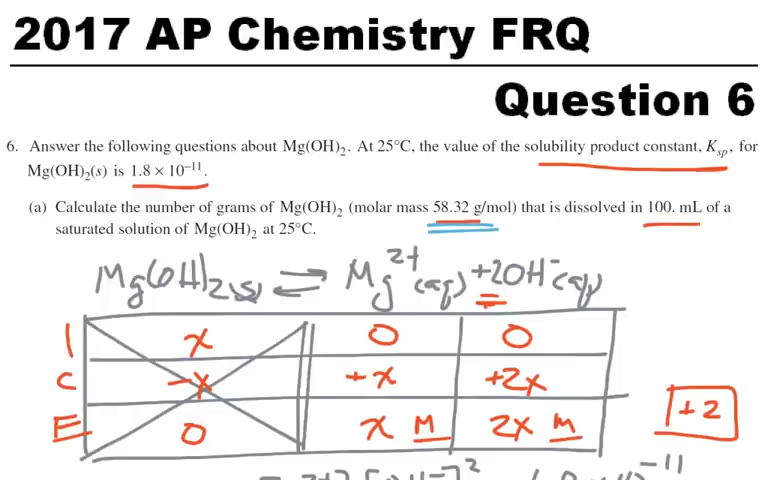 2017 AP Chemistry FRQ
Question 6
6. Answer the following questions about Mg(OH)₂. At 25°C, the value of the solubility product constant, Kₛₚ, for
Mg(OH)₂(s) is 1.8 × 10⁻¹¹.
(a) Calculate the number of grams of Mg(OH)₂ (molar mass 58.32 g/mol) that is dissolved in 100. mL of a
saturated solution of Mg(OH)₂ at 25°C.
Mg(OH)₂(s) ⇌ Mg²⁺(aq) + 2OH⁻(aq)
I x 0 0
C -x +x +2x
E 0 x M 2x M
+2